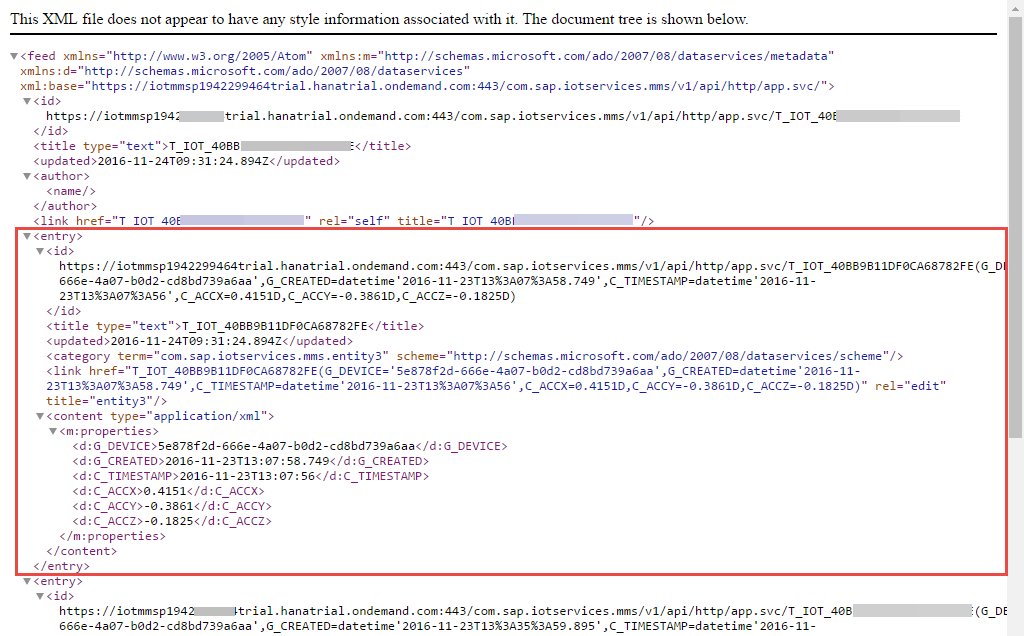 This XML file does not appear to have any style information associated with it. The document tree is shown below.
▼<feed xmlns="http://www.w3.org/2005/Atom" xmlns:m="http://schemas.microsoft.com/ado/2007/08/dataservices/metadata"
xmlns:d="http://schemas.microsoft.com/ado/2007/08/dataservices"
xml:base="https://iotmmsp1942299464trial.hanatrial.ondemand.com:443/com.sap.iotservices.mms/v1/api/http/app.svc/">
▼<id>
https://iotmmsp1942 trial.hanatrial.ondemand.com:443/com.sap.iotservices.mms/v1/api/http/app.svc/T_IOT_40B
</id>
<title type="text">T_IOT_40BB E</title>
<updated>2016-11-24T09:31:24.894Z</updated>
▼<author>
<name/>
</author>
<link href="T_IOT_40B " rel="self" title="T_IOT_40B "/>
▼<entry>
▼<id>
https://iotmmsp1942299464trial.hanatrial.ondemand.com:443/com.sap.iotservices.mms/v1/api/http/app.svc/T_IOT_40BB9B11DF0CA68782FE(G_DE
666e-4a07-b0d2-cd8bd739a6aa',G_CREATED=datetime'2016-11-23T13%3A07%3A58.749',C_TIMESTAMP=datetime'2016-11-
23T13%3A07%3A56',C_ACCX=0.4151D,C_ACCY=-0.3861D,C_ACCZ=-0.1825D)
</id>
<title type="text">T_IOT_40BB9B11DF0CA68782FE</title>
<updated>2016-11-24T09:31:24.894Z</updated>
<category term="com.sap.iotservices.mms.entity3" scheme="http://schemas.microsoft.com/ado/2007/08/dataservices/scheme"/>
<link href="T_IOT_40BB9B11DF0CA68782FE(G_DEVICE='5e878f2d-666e-4a07-b0d2-cd8bd739a6aa',G_CREATED=datetime'2016-11-
23T13%3A07%3A58.749',C_TIMESTAMP=datetime'2016-11-23T13%3A07%3A56',C_ACCX=0.4151D,C_ACCY=-0.3861D,C_ACCZ=-0.1825D)" rel="edit"
title="entity3"/>
▼<content type="application/xml">
▼<m:properties>
<d:G_DEVICE>5e878f2d-666e-4a07-b0d2-cd8bd739a6aa</d:G_DEVICE>
<d:G_CREATED>2016-11-23T13:07:58.749</d:G_CREATED>
<d:C_TIMESTAMP>2016-11-23T13:07:56</d:C_TIMESTAMP>
<d:C_ACCX>0.4151</d:C_ACCX>
<d:C_ACCY>-0.3861</d:C_ACCY>
<d:C_ACCZ>-0.1825</d:C_ACCZ>
</m:properties>
</content>
</entry>
▼<entry>
▼<id>
https://iotmmsp1942 4trial.hanatrial.ondemand.com:443/com.sap.iotservices.mms/v1/api/http/app.svc/T_IOT_40B (G_DE
666e-4a07-b0d2-cd8bd739a6aa',G_CREATED=datetime'2016-11-23T13%3A35%3A59.895',C_TIMESTAMP=datetime'2016-11-